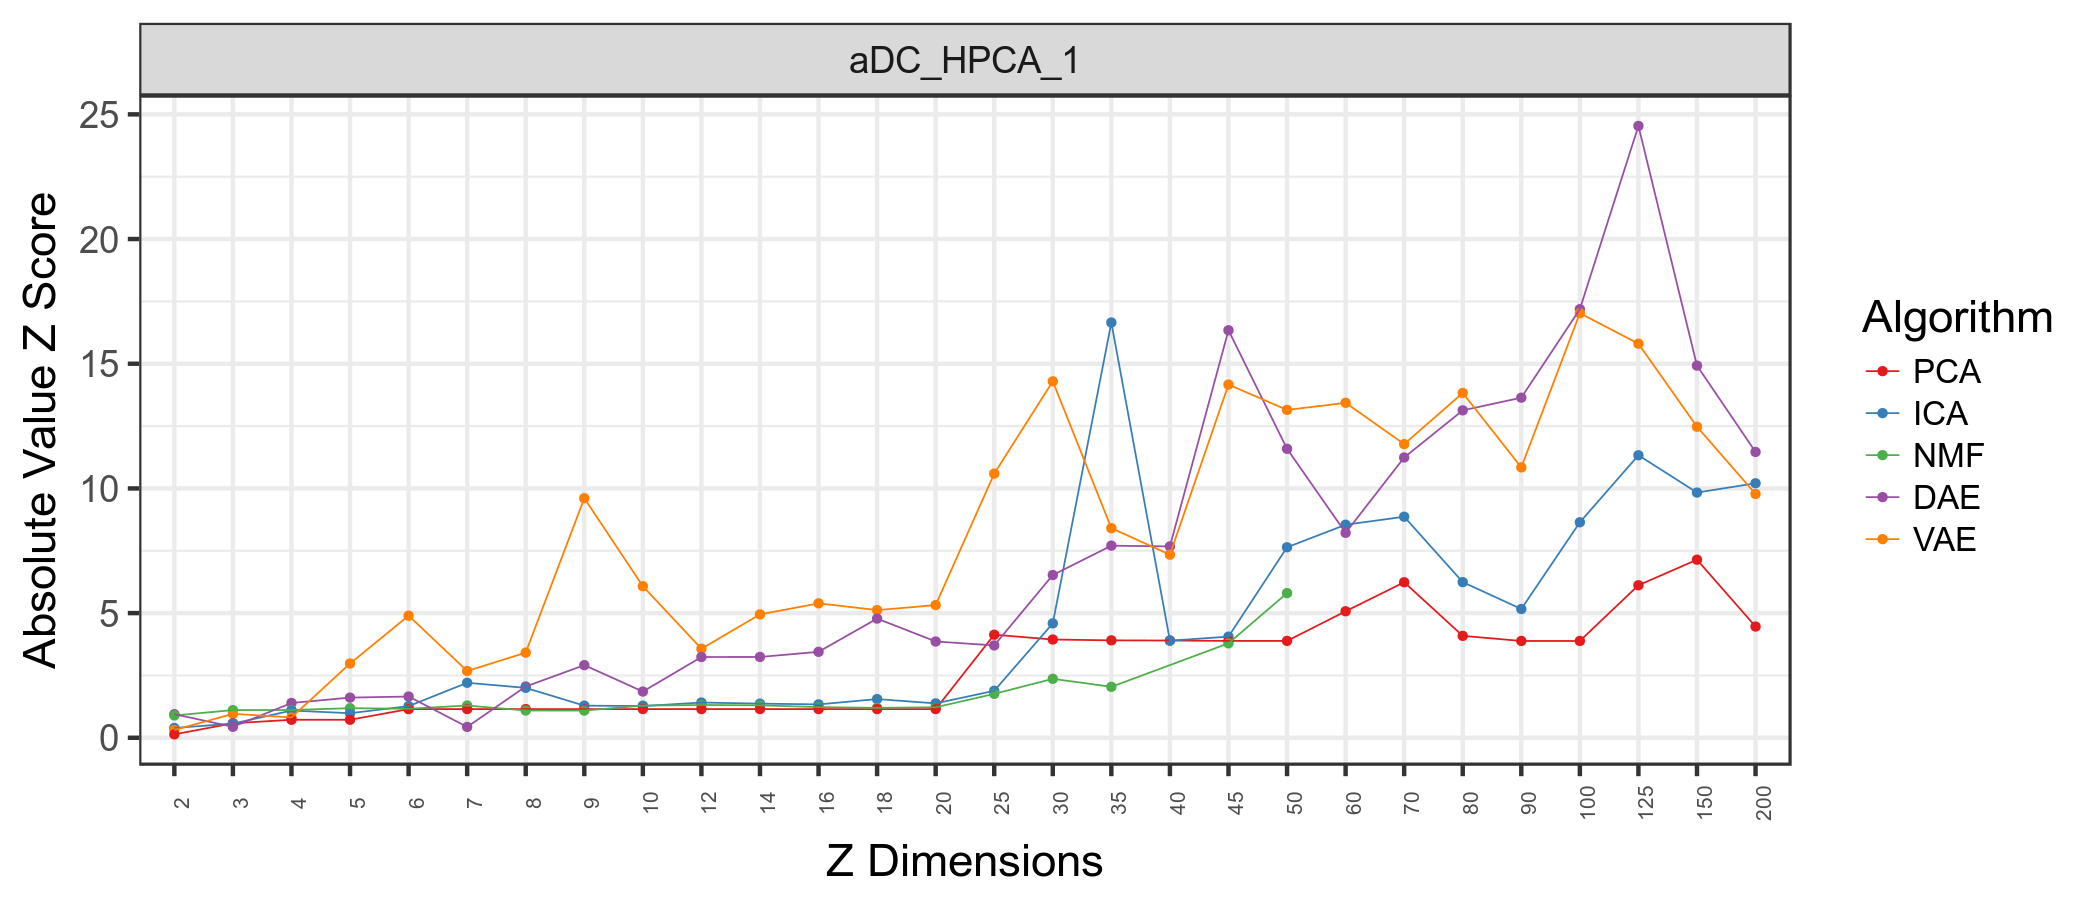 aDC_HPCA_1
25
20
15
10
5
0
Absolute Value Z Score
2 3 4 5 6 7 8 9 10 12 14 16 18 20 25 30 35 40 45 50 60 70 80 90 100 125 150 200
Z Dimensions
Algorithm
PCA
ICA
NMF
DAE
VAE